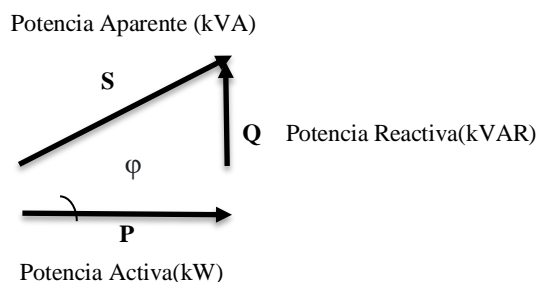 Potencia Aparente (kVA)
S
Q Potencia Reactiva(kVAR)
φ
P
Potencia Activa(kW)